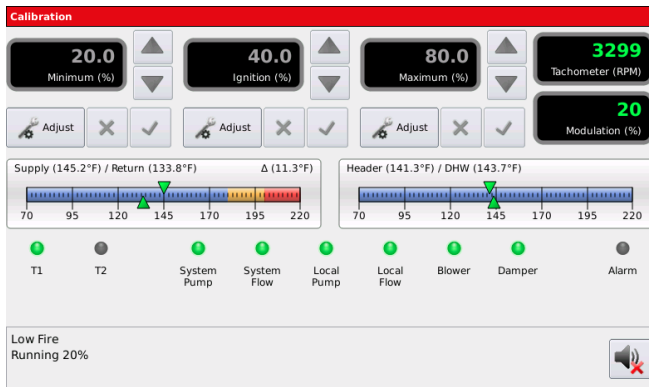 Calibration
20.0
Minimum (%)
40.0
Ignition (%)
80.0
Maximum (%)
3299
Tachometer (RPM)
Adjust
Adjust
Adjust
20
Modulation (%)
Supply (145.2°F) / Return (133.8°F) Δ (11.3°F)
70 95 120 145 170 195 220
Header (141.3°F) / DHW (143.7°F)
70 95 120 145 170 195 220
T1
T2
System
Pump
System
Flow
Local
Pump
Local
Flow
Blower
Damper
Alarm
Low Fire
Running 20%